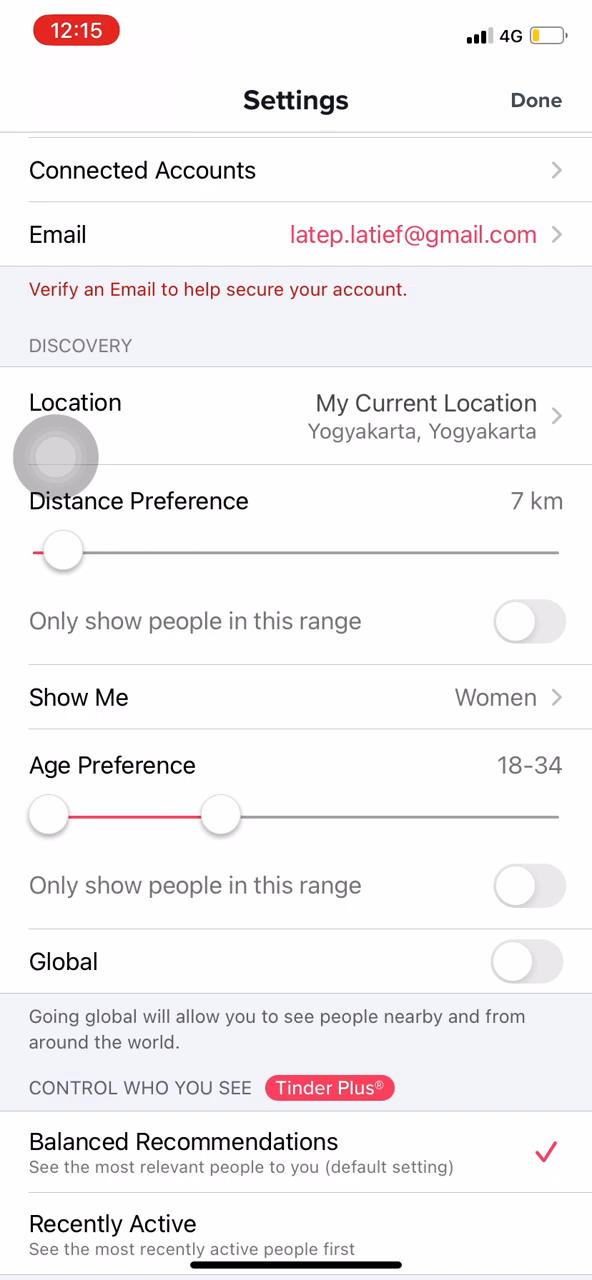 12:15
4G
Settings
Done
Connected Accounts
Email
latep.latief@gmail.com
Verify an Email to help secure your account.
DISCOVERY
Location
My Current Location
Yogyakarta, Yogyakarta
Distance Preference
7 km
Only show people in this range
Show Me
Women
Age Preference
18-34
Only show people in this range
Global
Going global will allow you to see people nearby and from
around the world.
CONTROL WHO YOU SEE
Tinder Plus®
Balanced Recommendations
See the most relevant people to you (default setting)
Recently Active
See the most recently active people first